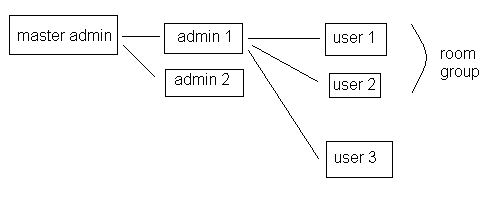 master admin
admin 1
admin 2
user 1
user 2
user 3
room
group